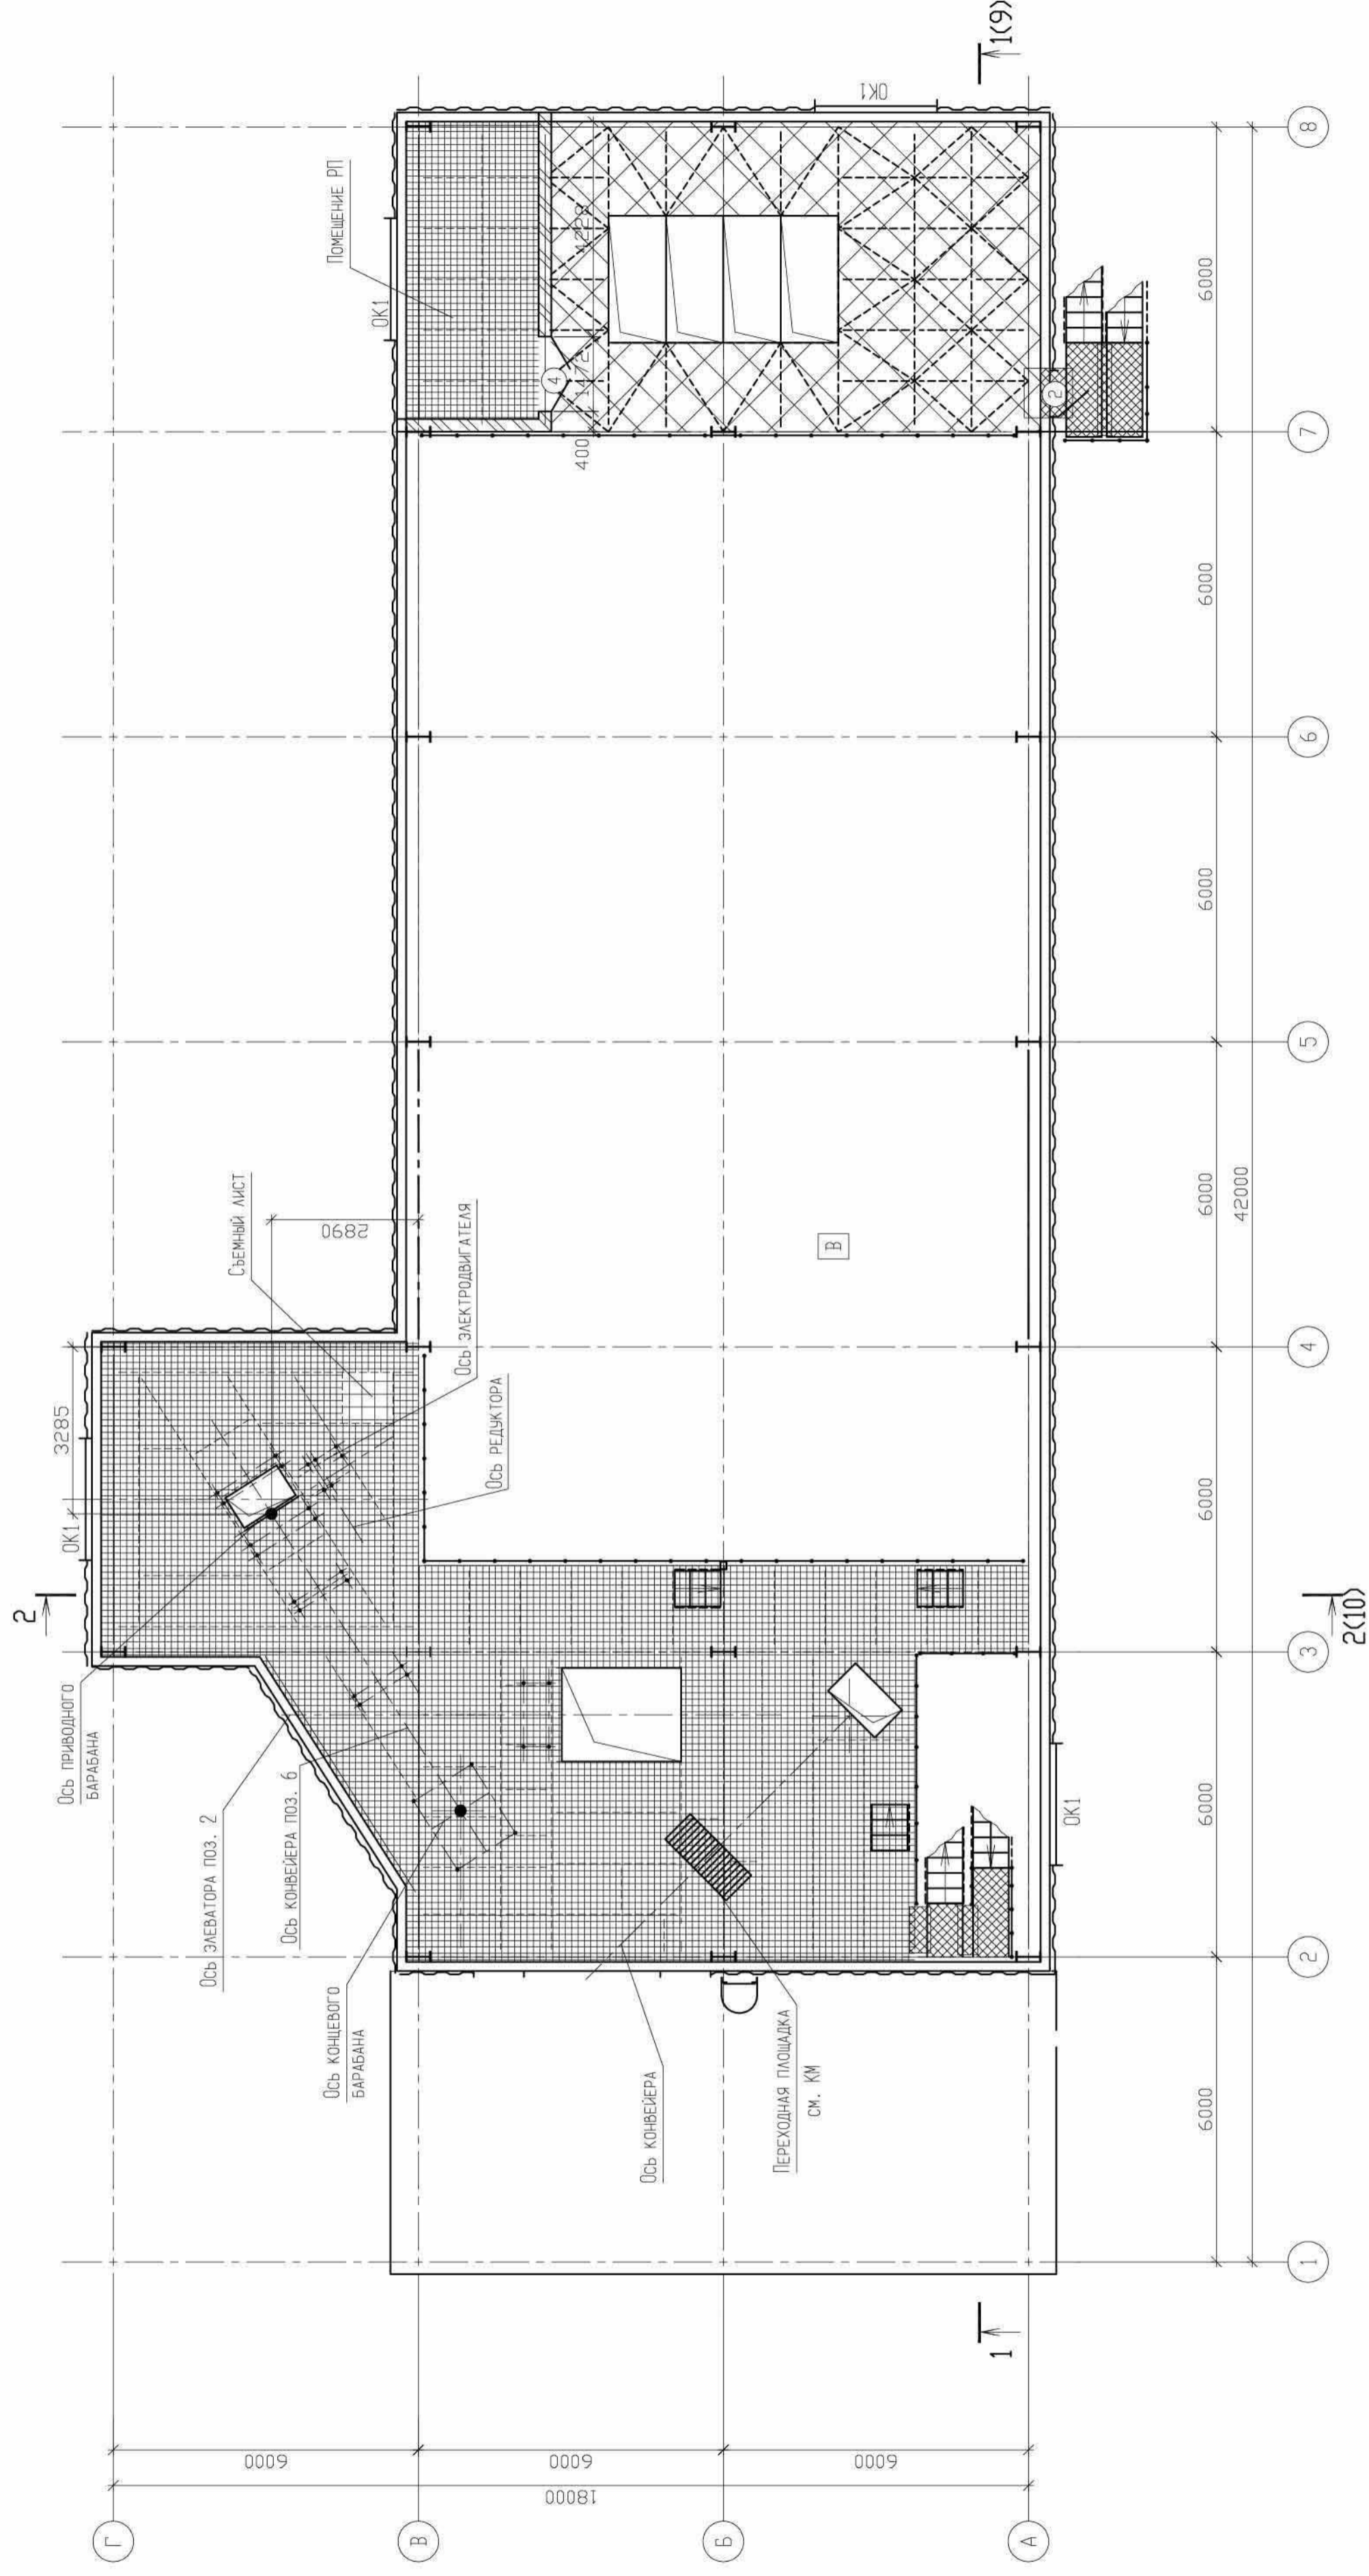 2
3285
ОК1
Ось приводного
барабана
Ось элеватора поз. 2
Ось конвейера поз. 6
Ось концевого
барабана
Съемный лист
2890
Ось электродвигателя
Ось редуктора
ОК1
Помещение РП
4
1172
4228
400
ОК1
1(9)
2
В
Ось конвейера
Переходная площадка
см. КМ
ОК1
1
2(10)
6000
6000
6000
6000
6000
6000
6000
42000
1
2
3
4
5
6
7
8
6000
6000
6000
18000
Г
В
Б
А